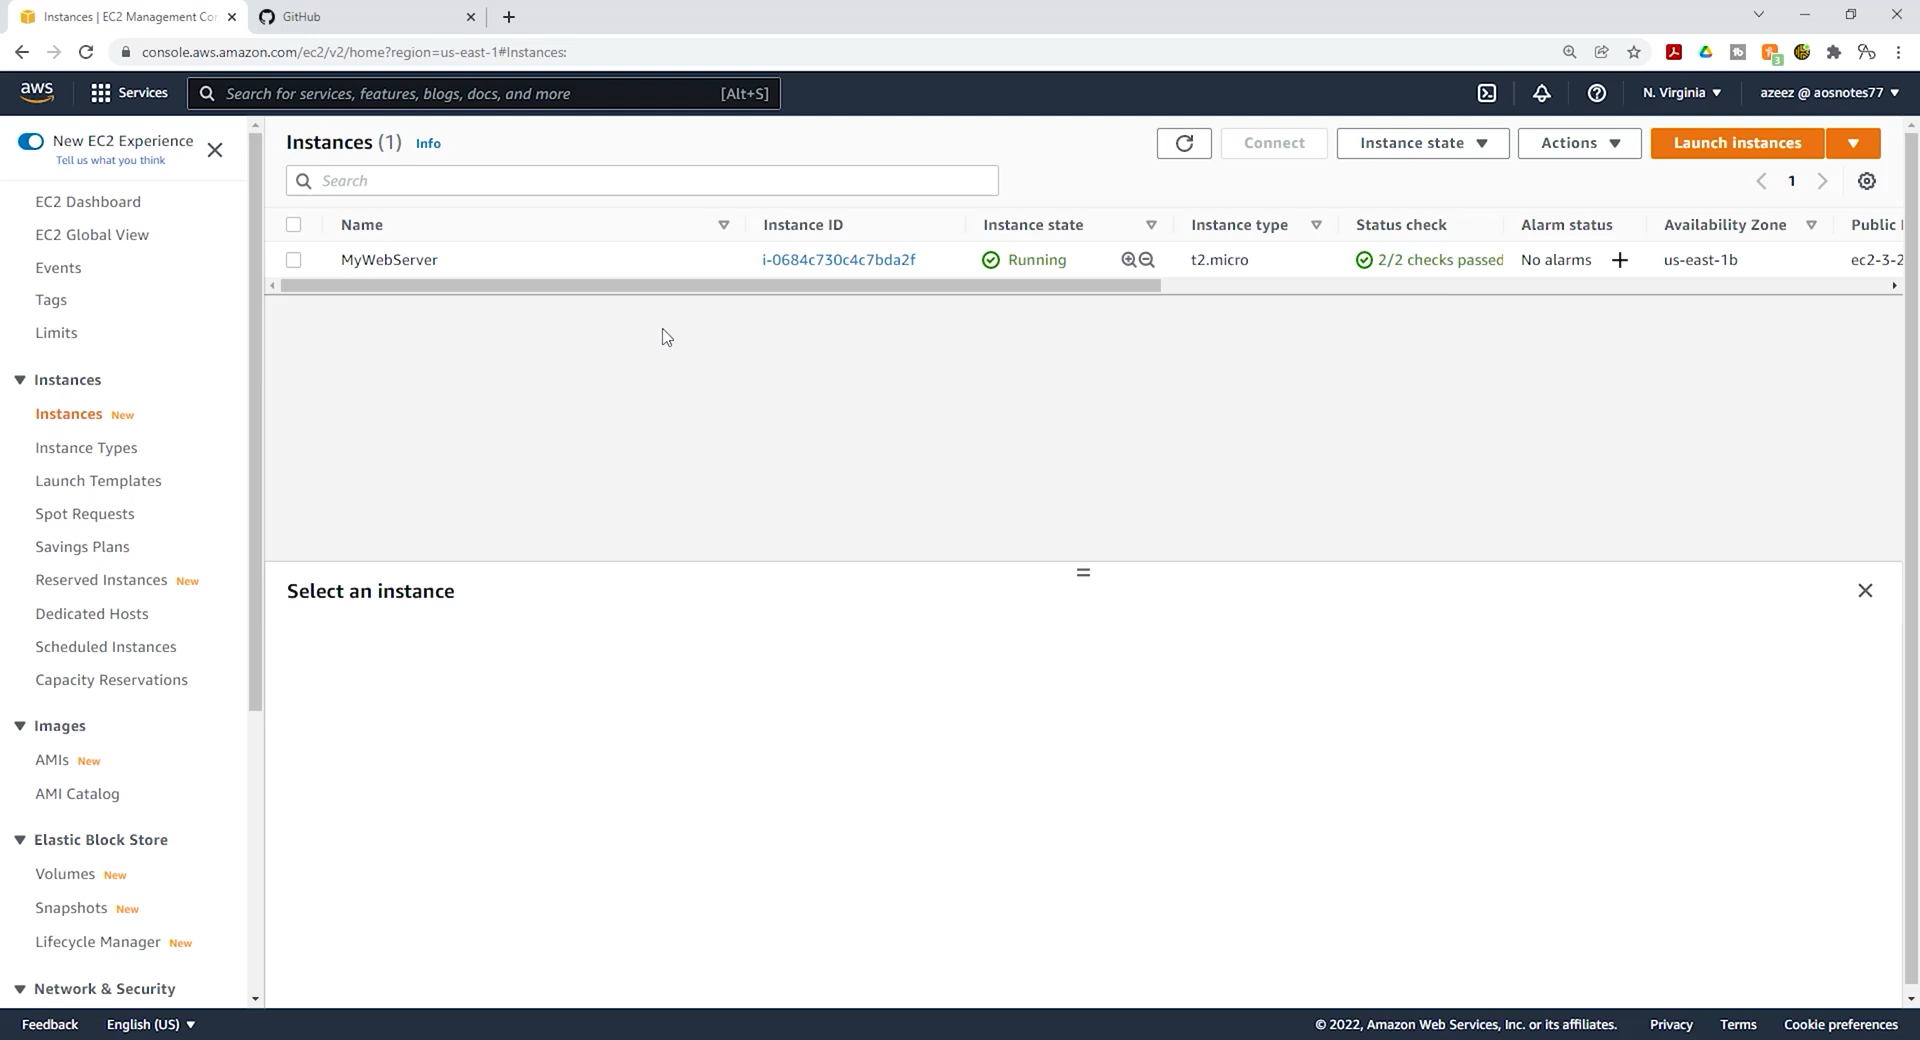 Instances | EC2 Management Con
GitHub
console.aws.amazon.com/ec2/v2/home?region=us-east-1#Instances:
3
aws
Services
Search for services, features, blogs, docs, and more
[Alt+S]
N. Virginia
azeez @ aosnotes77
New EC2 Experience
Tell us what you think
EC2 Dashboard
EC2 Global View
Events
Tags
Limits
Instances
Instances New
Instance Types
Launch Templates
Spot Requests
Savings Plans
Reserved Instances New
Dedicated Hosts
Scheduled Instances
Capacity Reservations
Images
AMIs New
AMI Catalog
Elastic Block Store
Volumes New
Snapshots New
Lifecycle Manager New
Network & Security
Instances (1) Info
Connect
Instance state
Actions
Launch instances
Search
1
Name Instance ID Instance state Instance type Status check Alarm status Availability Zone Public
MyWebServer i-0684c730c4c7bda2f Running t2.micro 2/2 checks passed No alarms us-east-1b ec2-3-2
Select an instance
Feedback English (US) © 2022, Amazon Web Services, Inc. or its affiliates. Privacy Terms Cookie preferences